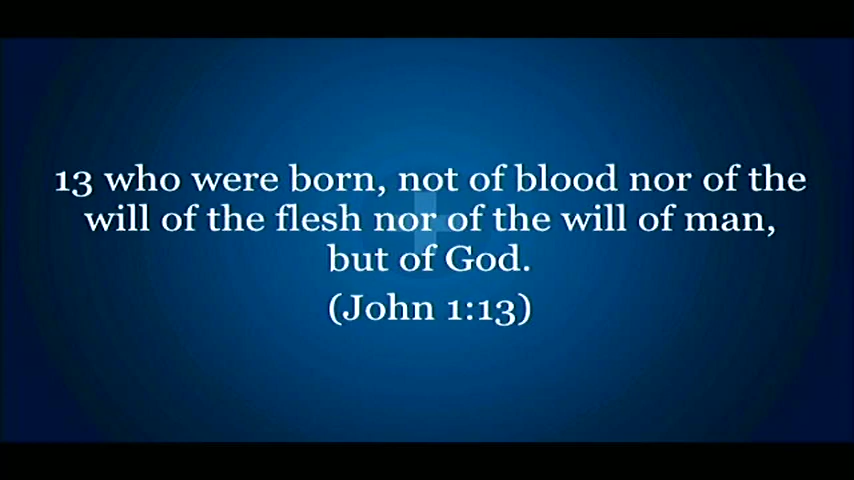 13 who were born, not of blood nor of the
will of the flesh nor of the will of man,
but of God.
(John 1:13)